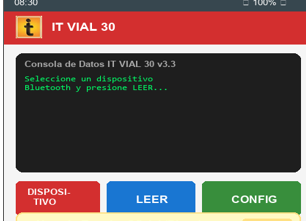 08:30
100%
t
IT VIAL 30
Consola de Datos IT VIAL 30 v3.3
Seleccione un dispositivo
Bluetooth y presione LEER...
DISPOSI-
TIVO
LEER
CONFIG